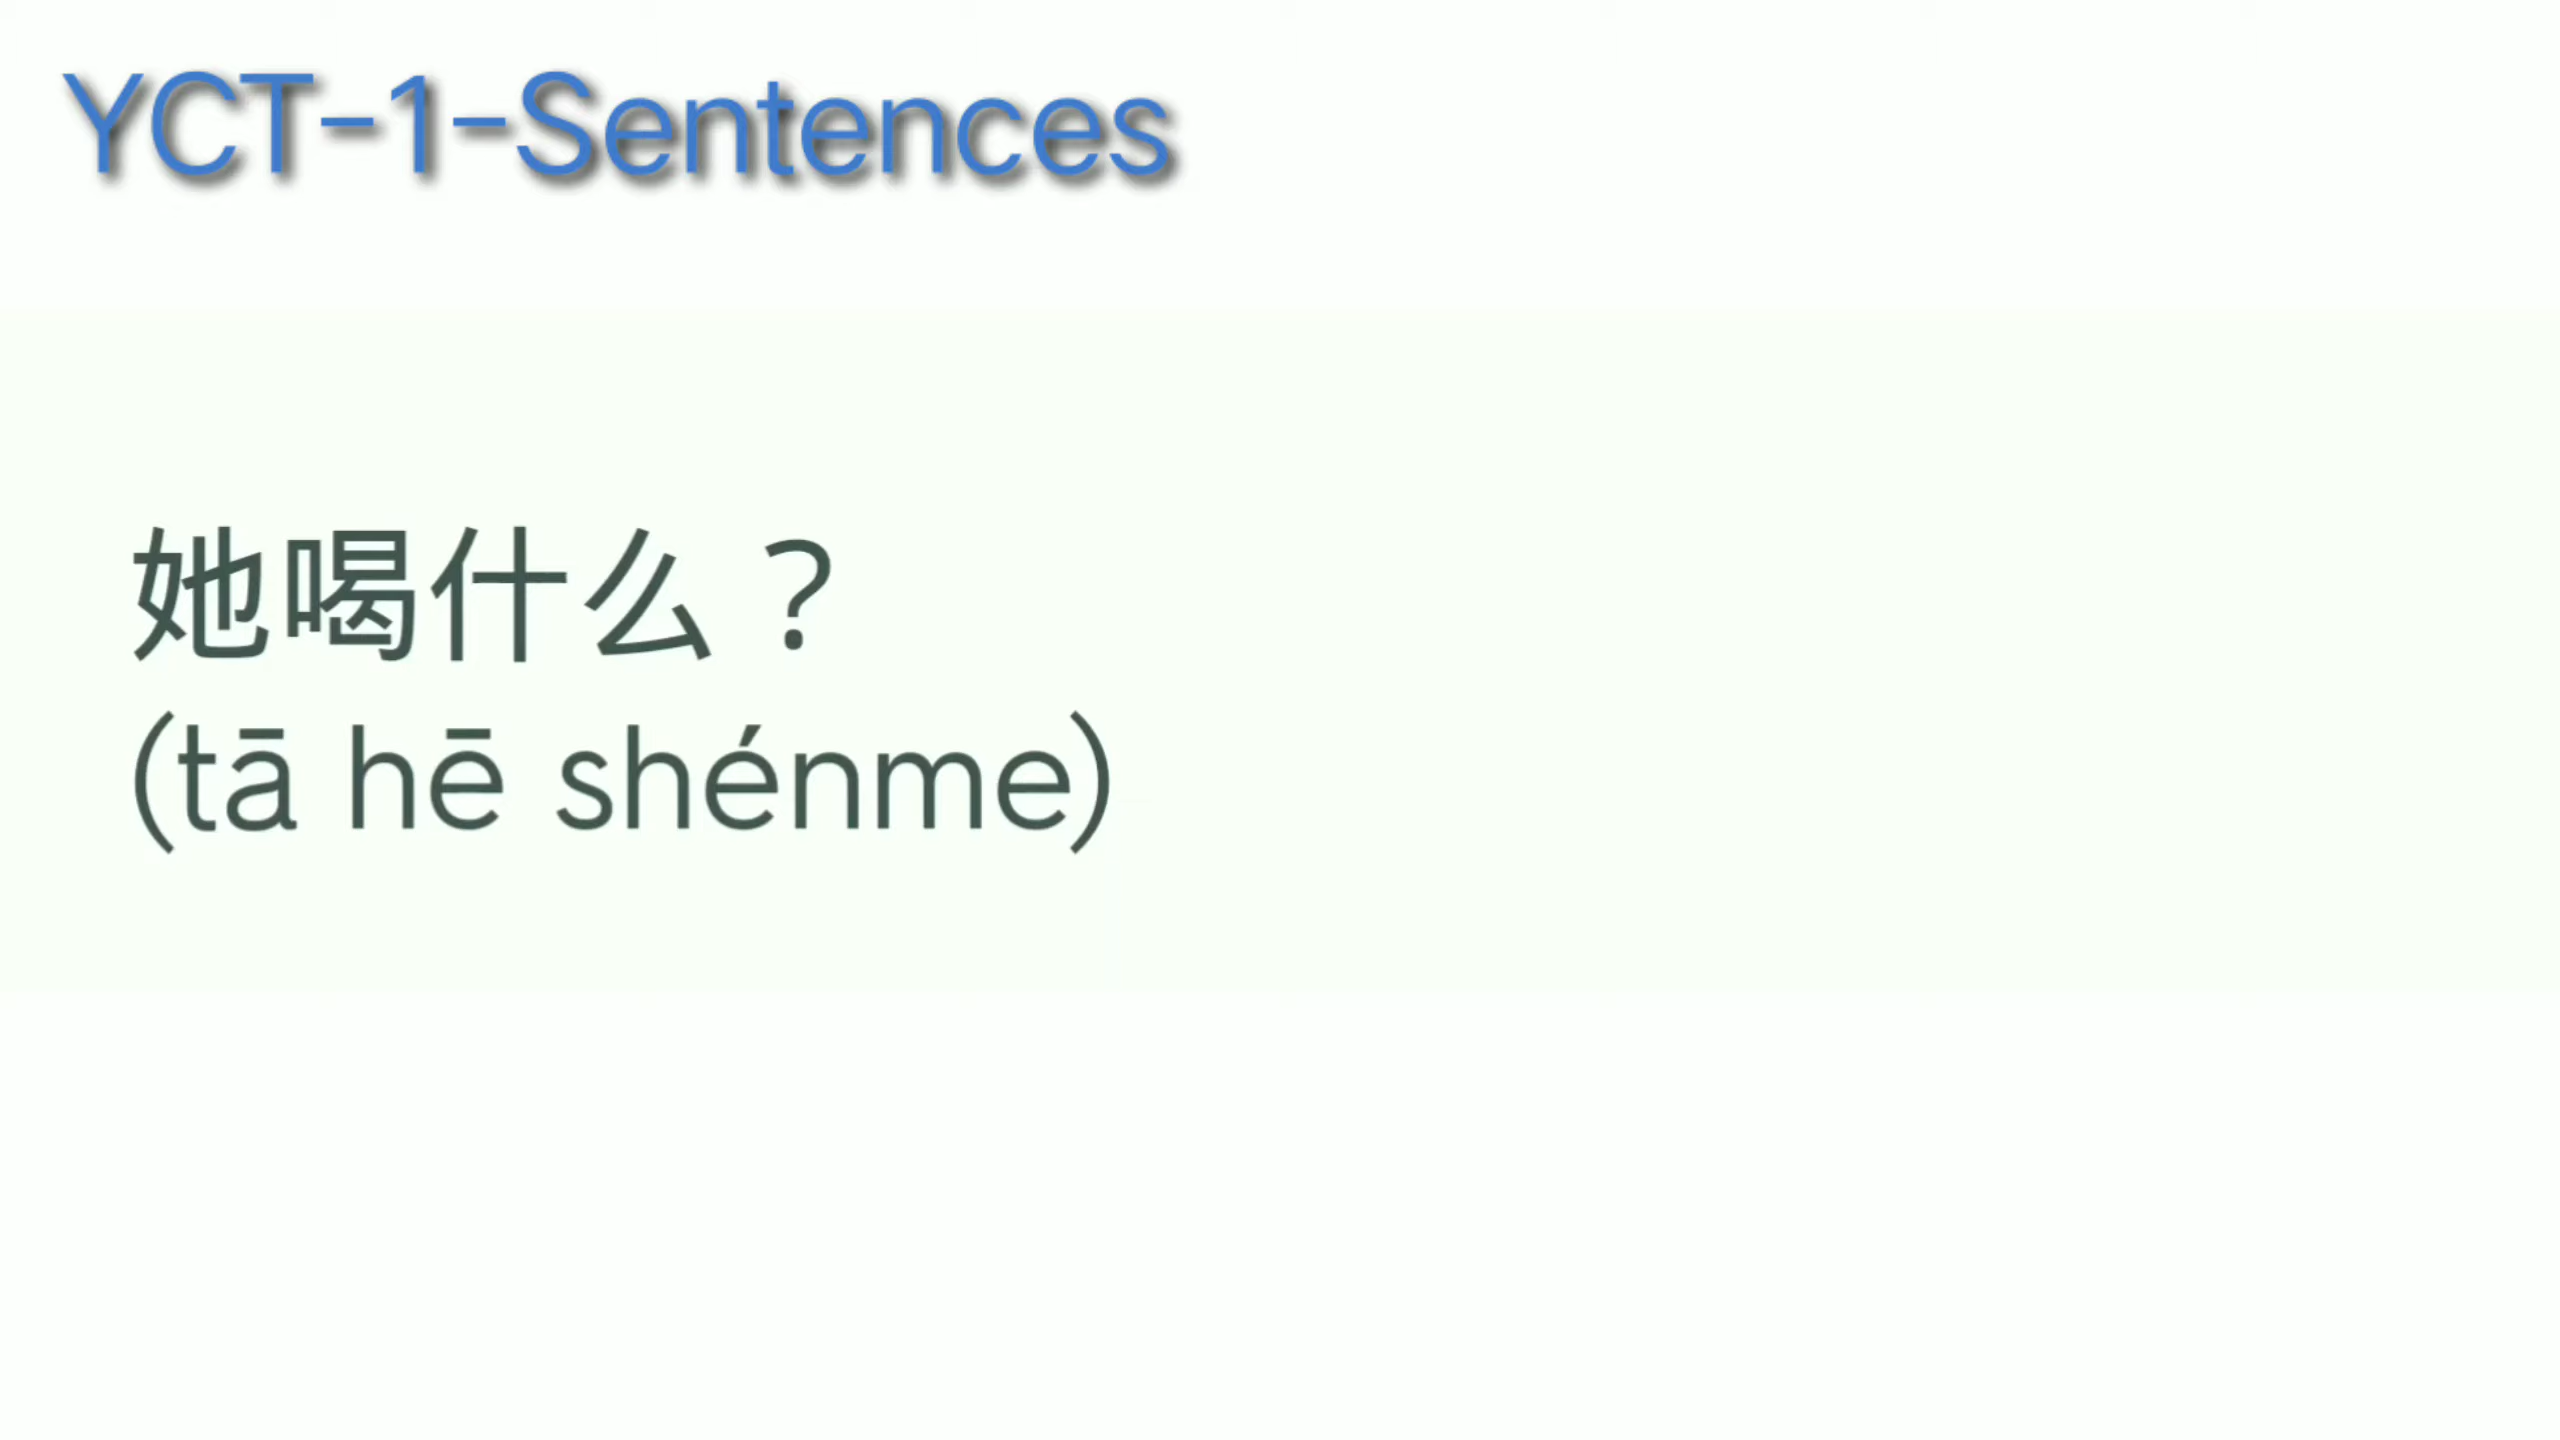 YCT-1-Sentences
她喝什么？
(tā hē shénme)